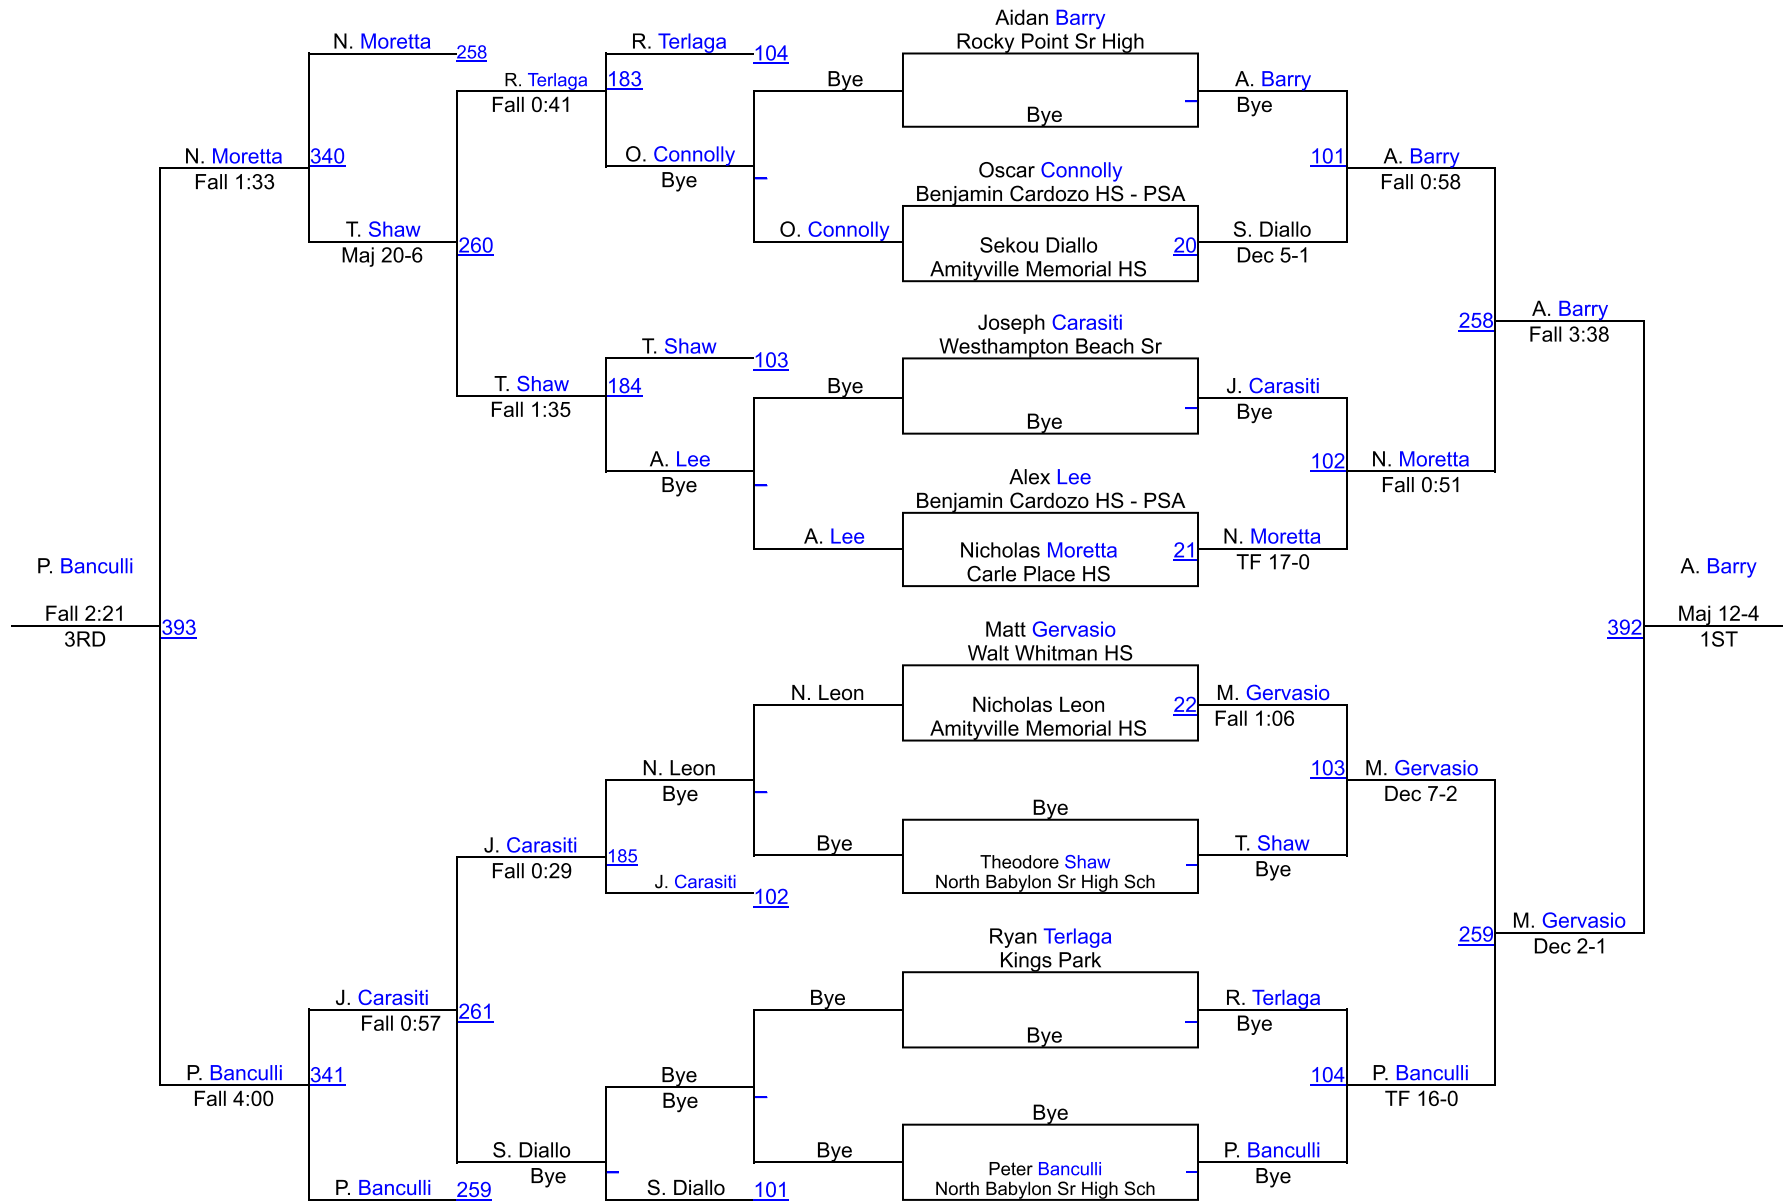 Aidan Barry
Rocky Point Sr High
N. Moretta
258
R. Terlaga
104
R. Terlaga
183
Fall 0:41
Bye
Bye
A. Barry
Bye
N. Moretta
340
Fall 1:33
O. Connolly
Bye
Oscar Connolly
Benjamin Cardozo HS - PSA
101
A. Barry
Fall 0:58
T. Shaw
Maj 20-6
260
O. Connolly
Sekou Diallo
Amityville Memorial HS
20
S. Diallo
Dec 5-1
Joseph Carasiti
Westhampton Beach Sr
258
A. Barry
Fall 3:38
T. Shaw
103
T. Shaw
184
Fall 1:35
Bye
Bye
J. Carasiti
Bye
A. Lee
Bye
Alex Lee
Benjamin Cardozo HS - PSA
102
N. Moretta
Fall 0:51
A. Lee
Nicholas Moretta
Carle Place HS
21
N. Moretta
TF 17-0
P. Banculli
Fall 2:21
3RD
393
A. Barry
Maj 12-4
1ST
392
Matt Gervasio
Walt Whitman HS
N. Leon
Nicholas Leon
Amityville Memorial HS
22
M. Gervasio
Fall 1:06
N. Leon
Bye
103
M. Gervasio
Dec 7-2
Bye
J. Carasiti
Fall 0:29
185
Bye
Theodore Shaw
North Babylon Sr High Sch
T. Shaw
Bye
J. Carasiti
102
Ryan Terlaga
Kings Park
259
M. Gervasio
Dec 2-1
J. Carasiti
Fall 0:57
261
Bye
Bye
R. Terlaga
Bye
P. Banculli
Fall 4:00
341
Bye
Bye
104
P. Banculli
TF 16-0
Bye
S. Diallo
Bye
Bye
Peter Banculli
North Babylon Sr High Sch
P. Banculli
Bye
P. Banculli
259
S. Diallo
101